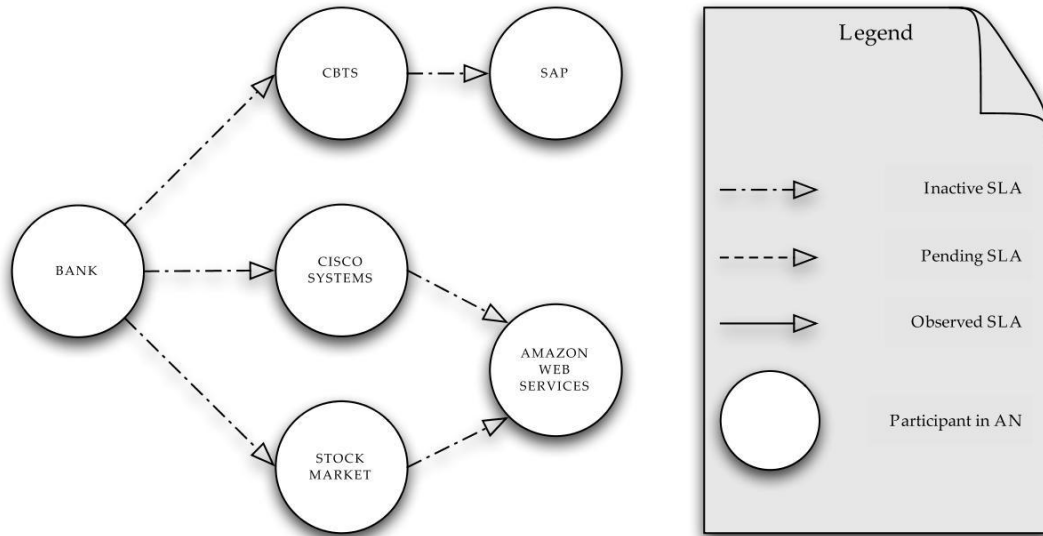 CBTS
SAP
BANK
CISCO
SYSTEMS
AMAZON
WEB
SERVICES
STOCK
MARKET
Legend
Inactive SLA
Pending SLA
Observed SLA
Participant in AN